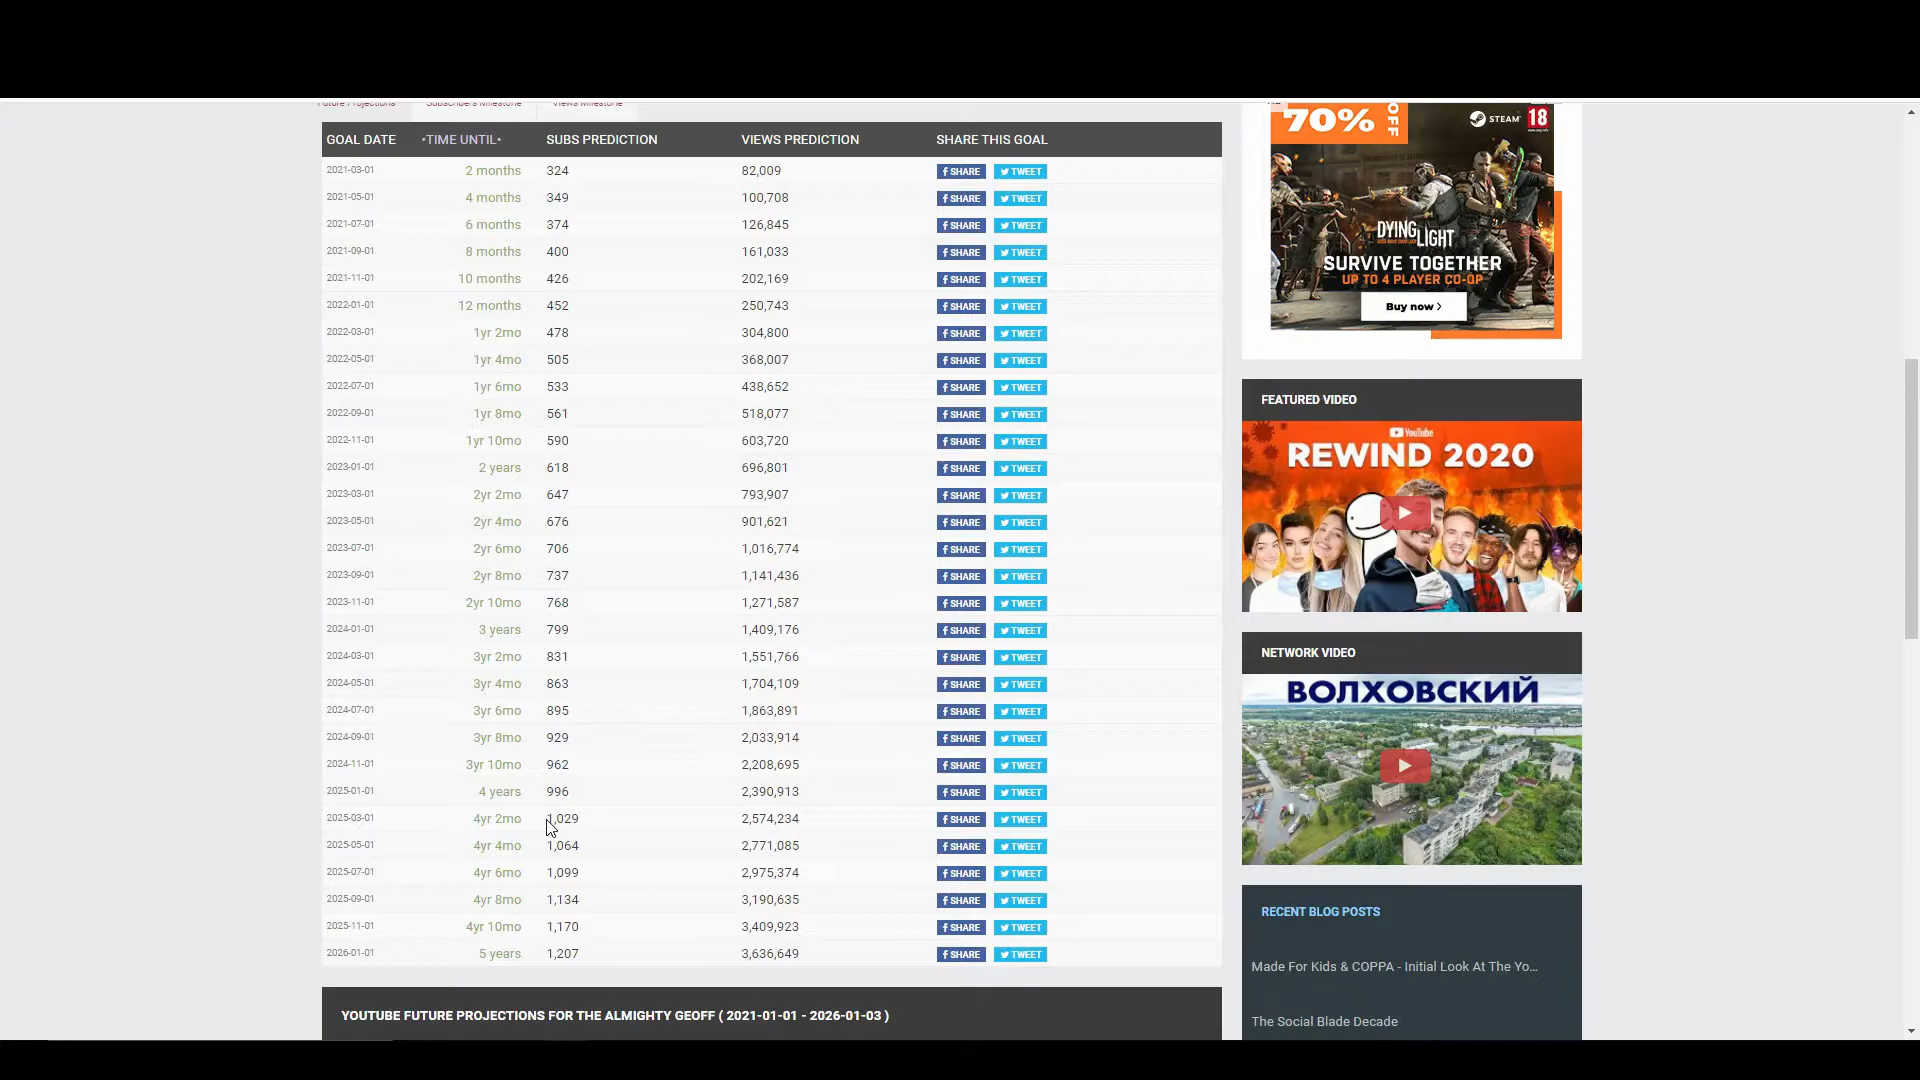 Future Projections Subscribers Milestone Views Milestone
GOAL DATE •TIME UNTIL• SUBS PREDICTION VIEWS PREDICTION SHARE THIS GOAL
2021-03-01 2 months 324 82,009 SHARE TWEET
2021-05-01 4 months 349 100,708 SHARE TWEET
2021-07-01 6 months 374 126,845 SHARE TWEET
2021-09-01 8 months 400 161,033 SHARE TWEET
2021-11-01 10 months 426 202,169 SHARE TWEET
2022-01-01 12 months 452 250,743 SHARE TWEET
2022-03-01 1yr 2mo 478 304,800 SHARE TWEET
2022-05-01 1yr 4mo 505 368,007 SHARE TWEET
2022-07-01 1yr 6mo 533 438,652 SHARE TWEET
2022-09-01 1yr 8mo 561 518,077 SHARE TWEET
2022-11-01 1yr 10mo 590 603,720 SHARE TWEET
2023-01-01 2 years 618 696,801 SHARE TWEET
2023-03-01 2yr 2mo 647 793,907 SHARE TWEET
2023-05-01 2yr 4mo 676 901,621 SHARE TWEET
2023-07-01 2yr 6mo 706 1,016,774 SHARE TWEET
2023-09-01 2yr 8mo 737 1,141,436 SHARE TWEET
2023-11-01 2yr 10mo 768 1,271,587 SHARE TWEET
2024-01-01 3 years 799 1,409,176 SHARE TWEET
2024-03-01 3yr 2mo 831 1,551,766 SHARE TWEET
2024-05-01 3yr 4mo 863 1,704,109 SHARE TWEET
2024-07-01 3yr 6mo 895 1,863,891 SHARE TWEET
2024-09-01 3yr 8mo 929 2,033,914 SHARE TWEET
2024-11-01 3yr 10mo 962 2,208,695 SHARE TWEET
2025-01-01 4 years 996 2,390,913 SHARE TWEET
2025-03-01 4yr 2mo 1,029 2,574,234 SHARE TWEET
2025-05-01 4yr 4mo 1,064 2,771,085 SHARE TWEET
2025-07-01 4yr 6mo 1,099 2,975,374 SHARE TWEET
2025-09-01 4yr 8mo 1,134 3,190,635 SHARE TWEET
2025-11-01 4yr 10mo 1,170 3,409,923 SHARE TWEET
2026-01-01 5 years 1,207 3,636,649 SHARE TWEET
YOUTUBE FUTURE PROJECTIONS FOR THE ALMIGHTY GEOFF ( 2021-01-01 - 2026-01-03 )
70% OFF
STEAM 18
DYING LIGHT
SURVIVE TOGETHER
UP TO 4 PLAYER CO-OP
Buy now >
FEATURED VIDEO
YouTube
REWIND 2020
NETWORK VIDEO
ВОЛХОВСКИЙ
RECENT BLOG POSTS
Made For Kids & COPPA - Initial Look At The Yo...
The Social Blade Decade